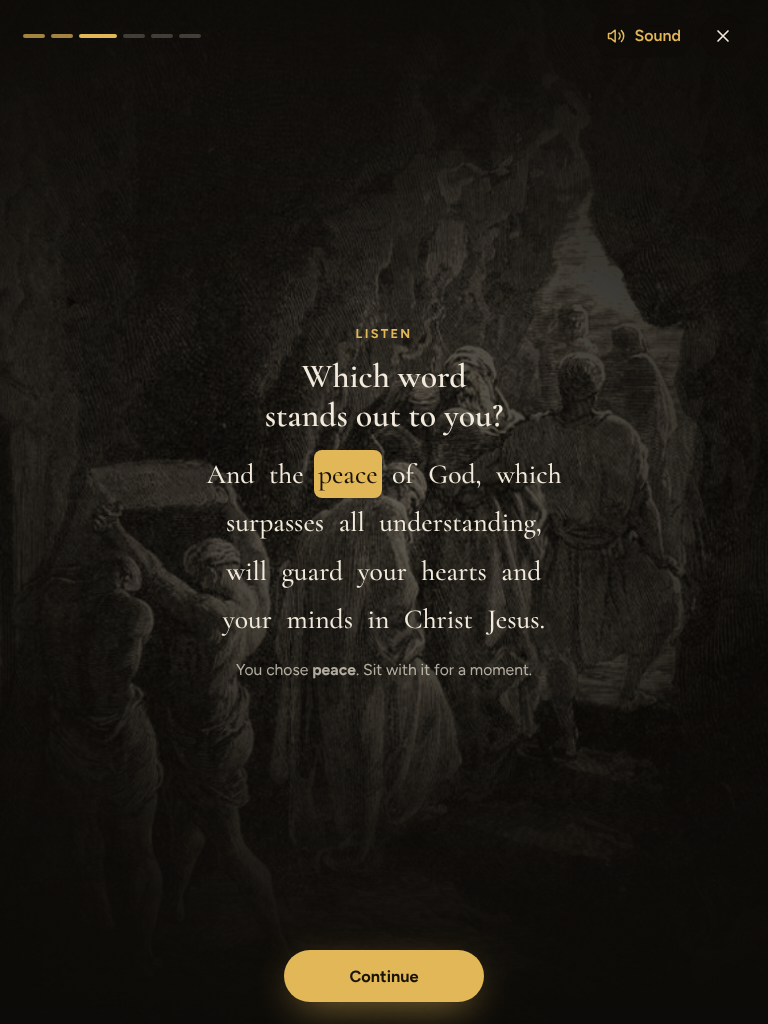 Sound
LISTEN
Which word
stands out to you?
And the peace of God, which
surpasses all understanding,
will guard your hearts and
your minds in Christ Jesus.
You chose peace. Sit with it for a moment.
Continue